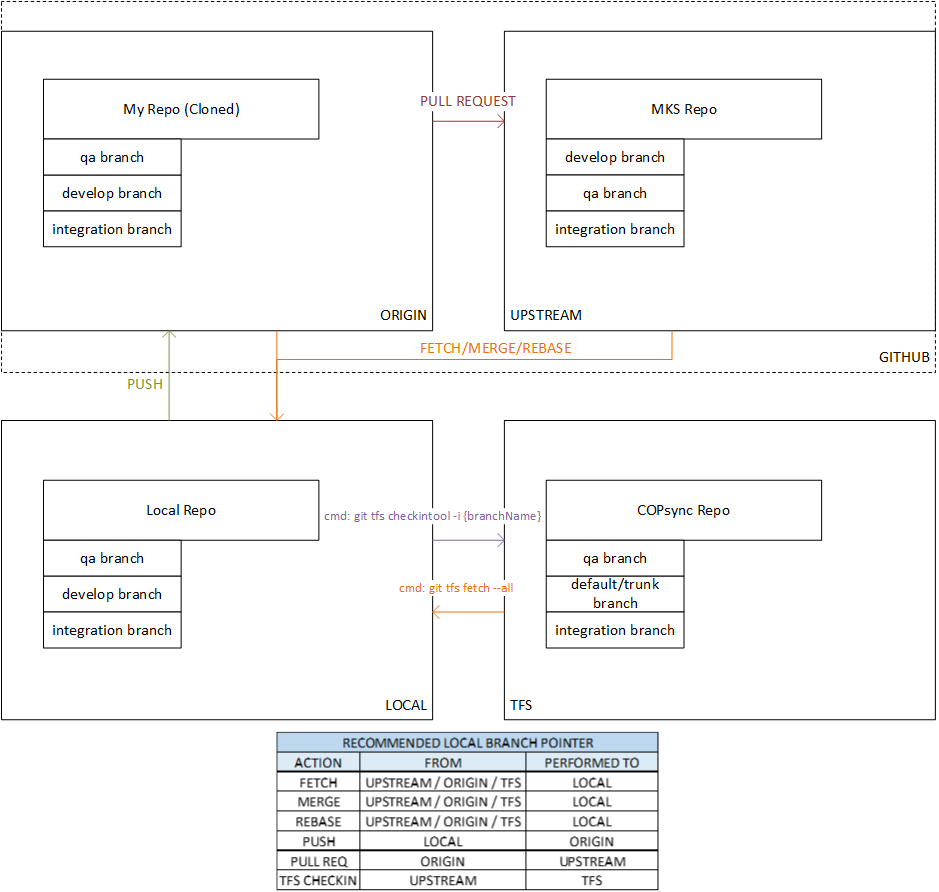 My Repo (Cloned)
qa branch
develop branch
integration branch
ORIGIN
PULL REQUEST
MKS Repo
develop branch
qa branch
integration branch
UPSTREAM
FETCH/MERGE/REBASE
GITHUB
PUSH
Local Repo
qa branch
develop branch
integration branch
LOCAL
cmd: git tfs checkintool -i {branchName}
cmd: git tfs fetch --all
COPsync Repo
qa branch
default/trunk
branch
integration branch
TFS
RECOMMENDED LOCAL BRANCH POINTER
ACTION FROM PERFORMED TO
FETCH UPSTREAM / ORIGIN / TFS LOCAL
MERGE UPSTREAM / ORIGIN / TFS LOCAL
REBASE UPSTREAM / ORIGIN / TFS LOCAL
PUSH LOCAL ORIGIN
PULL REQ ORIGIN UPSTREAM
TFS CHECKIN UPSTREAM TFS